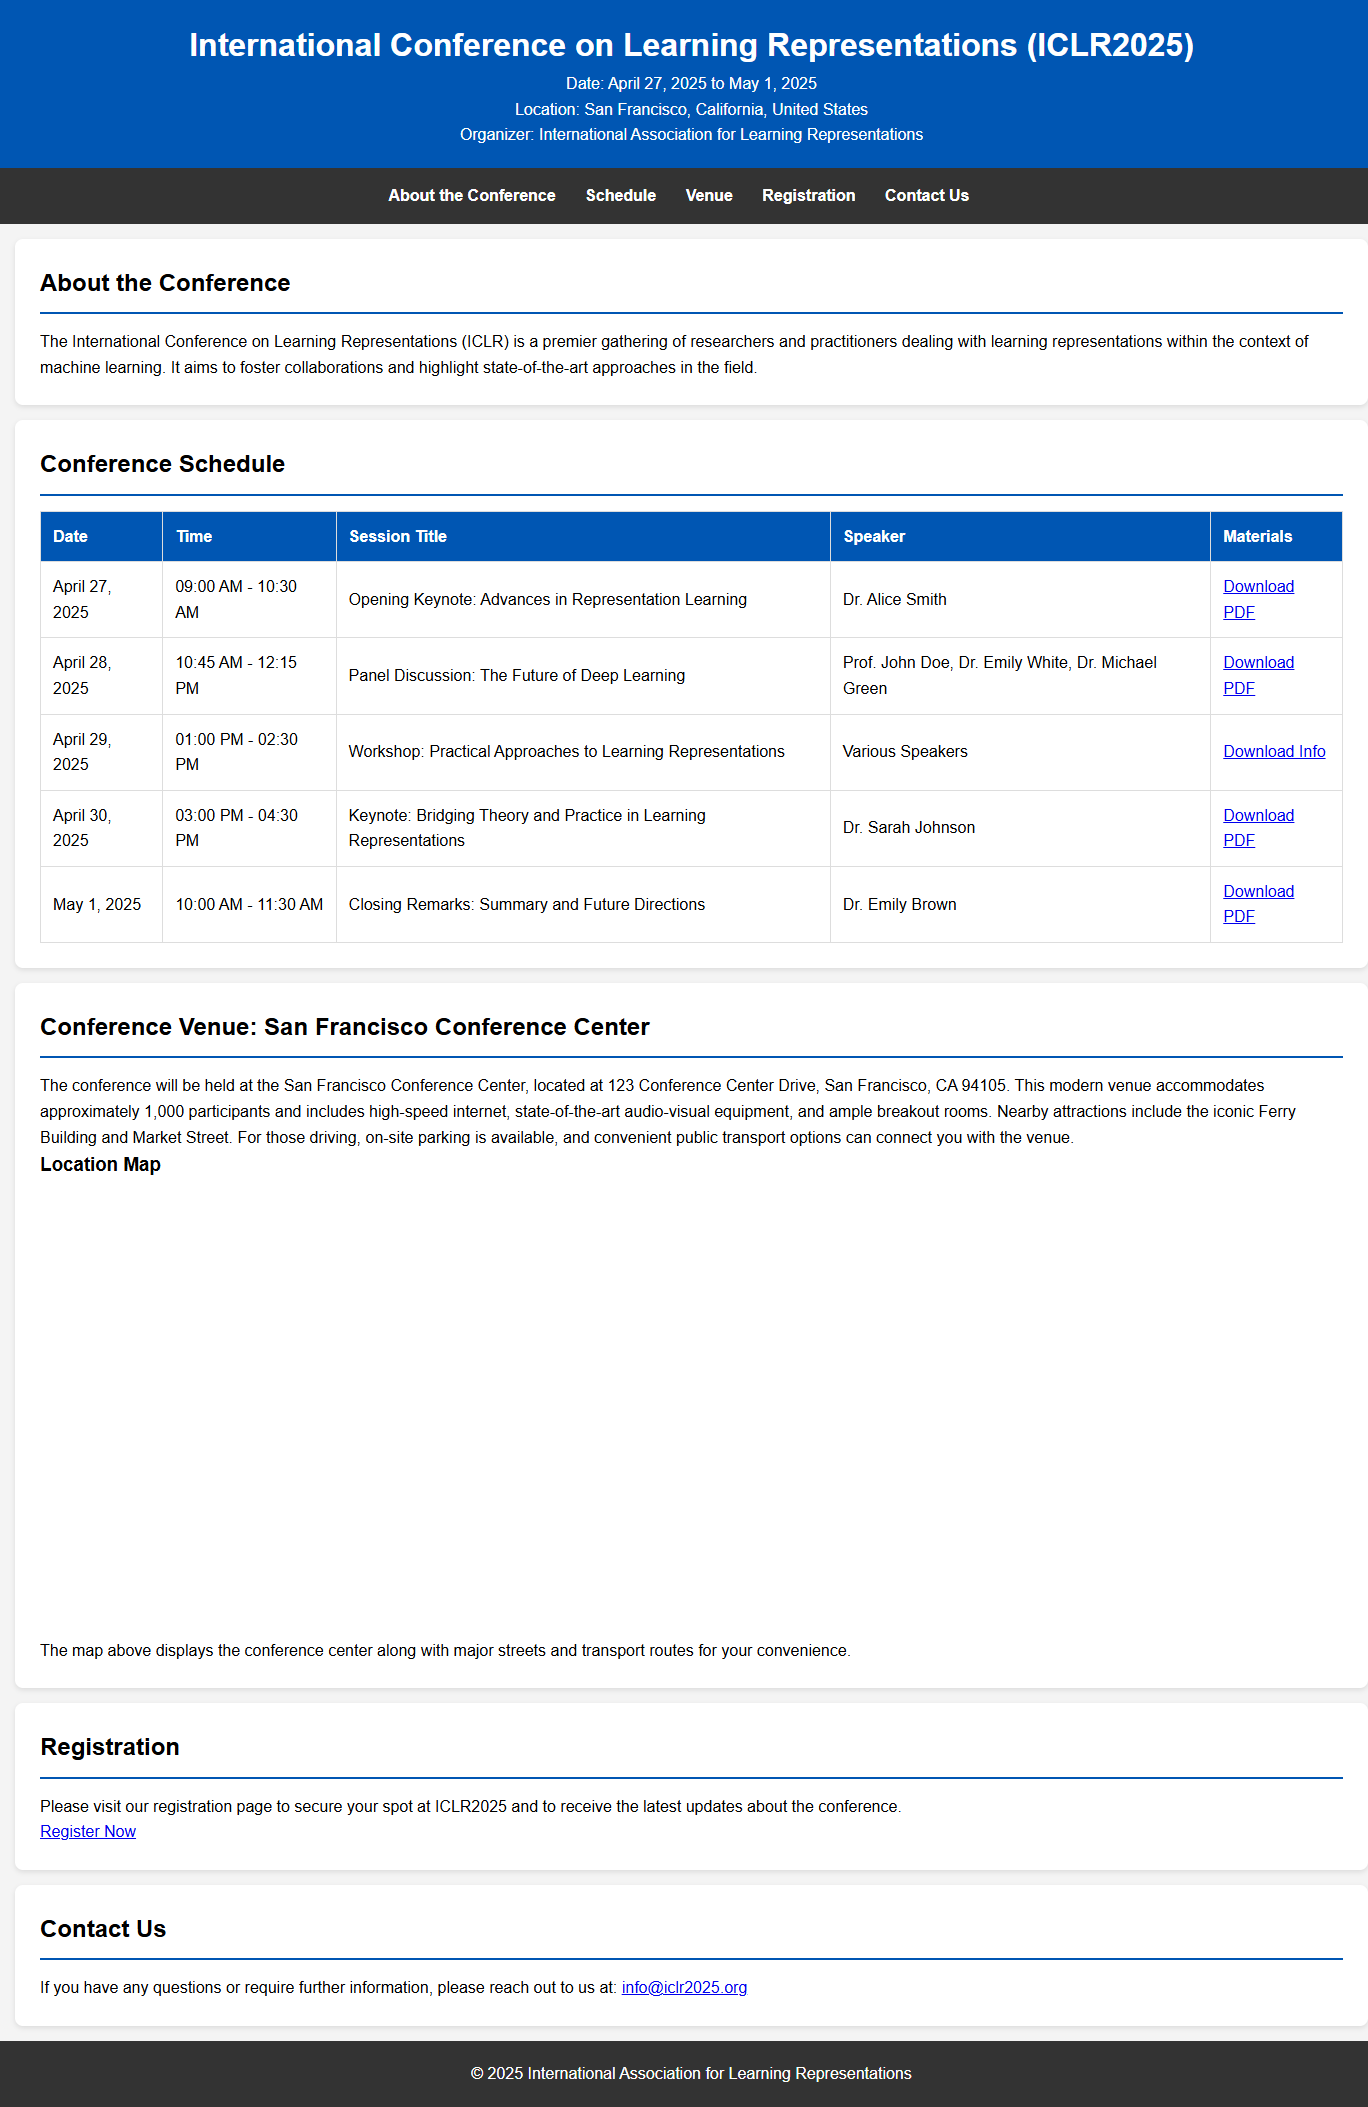 International Conference on Learning Representations (ICLR2025)
Date: April 27, 2025 to May 1, 2025
Location: San Francisco, California, United States
Organizer: International Association for Learning Representations
About the Conference Schedule Venue Registration Contact Us
About the Conference
The International Conference on Learning Representations (ICLR) is a premier gathering of researchers and practitioners dealing with learning representations within the context of
machine learning. It aims to foster collaborations and highlight state-of-the-art approaches in the field.
Conference Schedule
Date Time Session Title Speaker Materials
April 27,
2025
09:00 AM - 10:30
AM
Opening Keynote: Advances in Representation Learning
Dr. Alice Smith
Download
PDF
April 28,
2025
10:45 AM - 12:15
PM
Panel Discussion: The Future of Deep Learning
Prof. John Doe, Dr. Emily White, Dr. Michael
Green
Download
PDF
April 29,
2025
01:00 PM - 02:30
PM
Workshop: Practical Approaches to Learning Representations
Various Speakers
Download Info
April 30,
2025
03:00 PM - 04:30
PM
Keynote: Bridging Theory and Practice in Learning
Representations
Dr. Sarah Johnson
Download
PDF
May 1, 2025
10:00 AM - 11:30 AM
Closing Remarks: Summary and Future Directions
Dr. Emily Brown
Download
PDF
Conference Venue: San Francisco Conference Center
The conference will be held at the San Francisco Conference Center, located at 123 Conference Center Drive, San Francisco, CA 94105. This modern venue accommodates
approximately 1,000 participants and includes high-speed internet, state-of-the-art audio-visual equipment, and ample breakout rooms. Nearby attractions include the iconic Ferry
Building and Market Street. For those driving, on-site parking is available, and convenient public transport options can connect you with the venue.
Location Map
The map above displays the conference center along with major streets and transport routes for your convenience.
Registration
Please visit our registration page to secure your spot at ICLR2025 and to receive the latest updates about the conference.
Register Now
Contact Us
If you have any questions or require further information, please reach out to us at: info@iclr2025.org
© 2025 International Association for Learning Representations